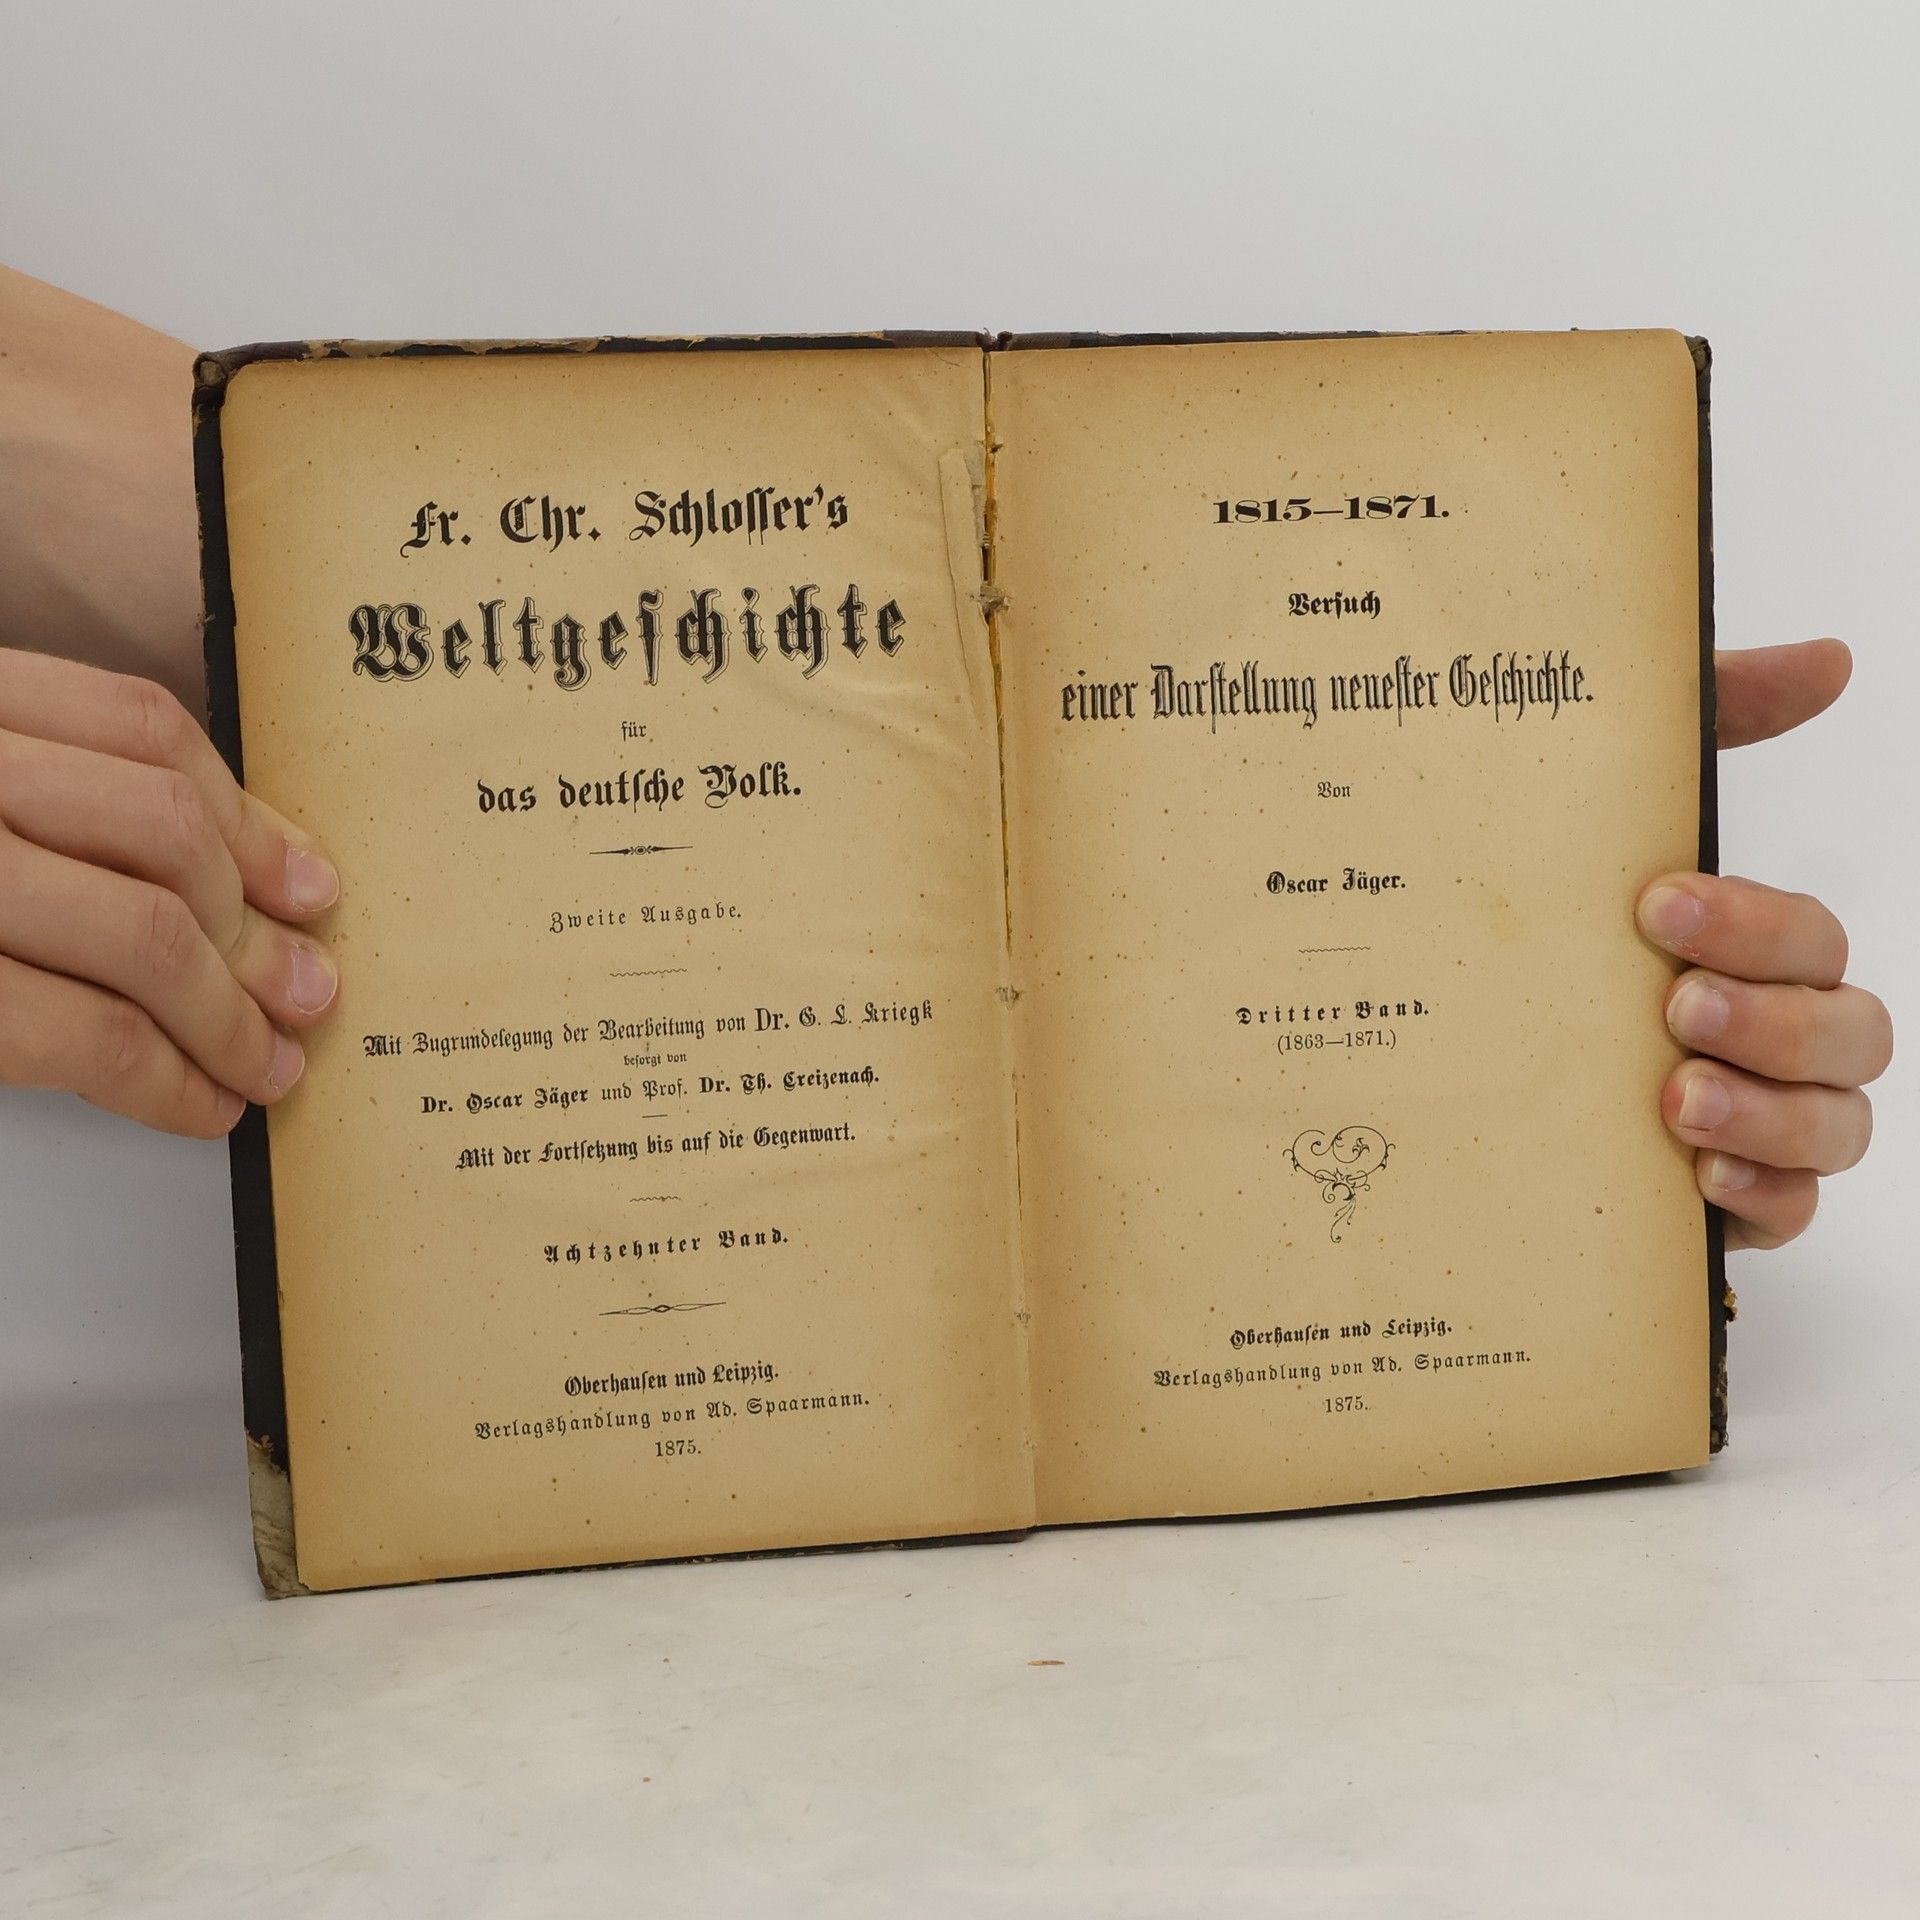 Fr. Chr. Schloſſer's
Weltgeſchichte
für
das deutſche Volk.
Zweite Ausgabe.
Mit Zugrundelegung der Bearbeitung von Dr. G. L. Kriegk
beſorgt von
Dr. Oscar Jäger und Prof. Dr. Th. Creizenach.
Mit der Fortſetzung bis auf die Gegenwart.
Achtzehnter Band.
Oberhauſen und Leipzig.
Verlagshandlung von Ad. Spaarmann.
1875.
1815—1871.
Verſuch
einer Darſtellung neueſter Geſchichte.
Von
Oscar Jäger.
Dritter Band.
(1863—1871.)
Oberhauſen und Leipzig.
Verlagshandlung von Ad. Spaarmann.
1875.